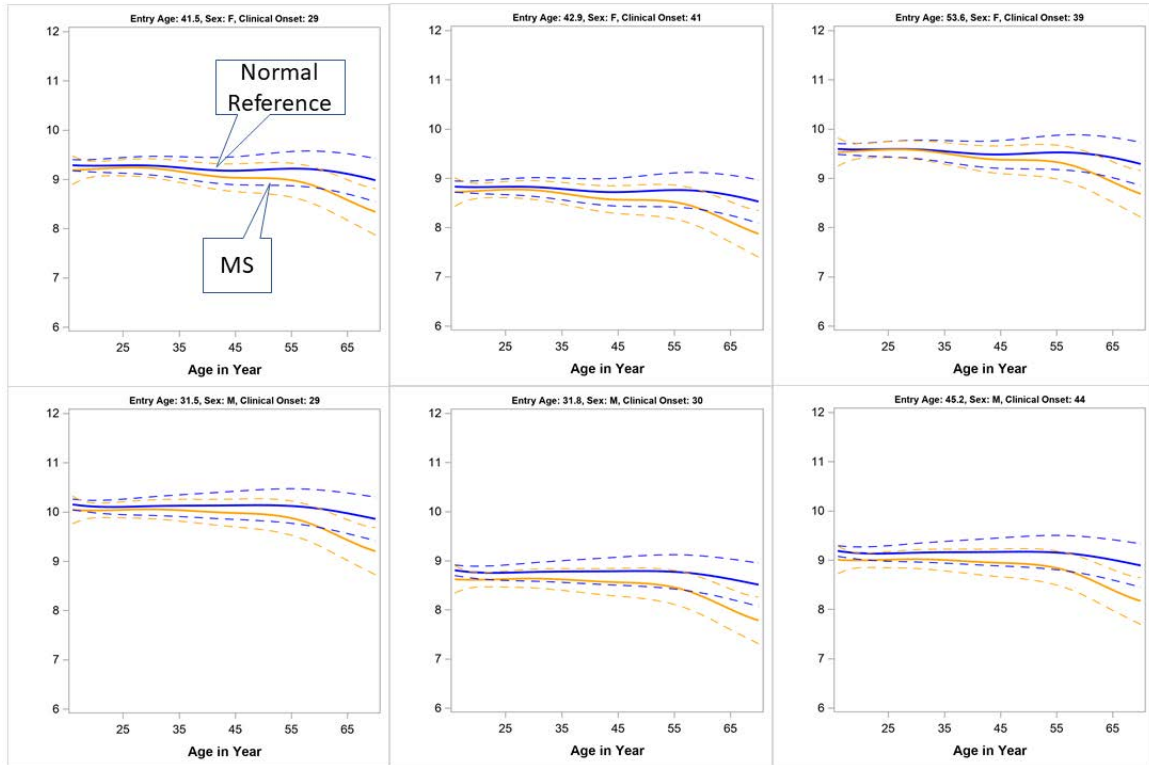 Entry Age: 41.5, Sex: F, Clinical Onset: 29
12
11
10
9
8
7
6
Normal
Reference
MS
25 35 45 55 65
Age in Year
Entry Age: 42.9, Sex: F, Clinical Onset: 41
12
11
10
9
8
7
6
25 35 45 55 65
Age in Year
Entry Age: 53.6, Sex: F, Clinical Onset: 39
12
11
10
9
8
7
6
25 35 45 55 65
Age in Year
Entry Age: 31.5, Sex: M, Clinical Onset: 29
12
11
10
9
8
7
6
25 35 45 55 65
Age in Year
Entry Age: 31.8, Sex: M, Clinical Onset: 30
12
11
10
9
8
7
6
25 35 45 55 65
Age in Year
Entry Age: 45.2, Sex: M, Clinical Onset: 44
12
11
10
9
8
7
6
25 35 45 55 65
Age in Year